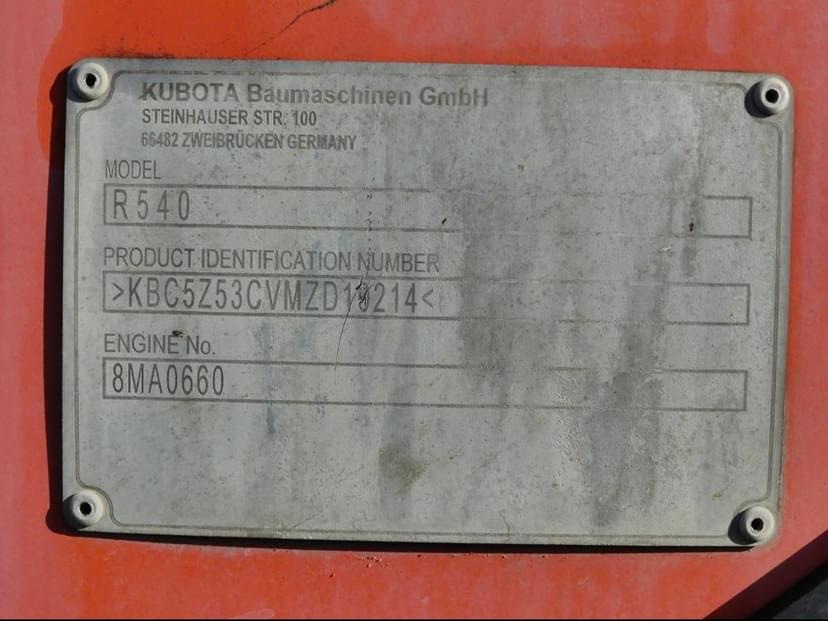 KUBOTA Baumaschinen GmbH
STEINHAUSER STR. 100
66482 ZWEIBRÜCKEN GERMANY
MODEL
R540
PRODUCT IDENTIFICATION NUMBER
>KBC5Z53CVMZD10214<
ENGINE No.
8MA0660